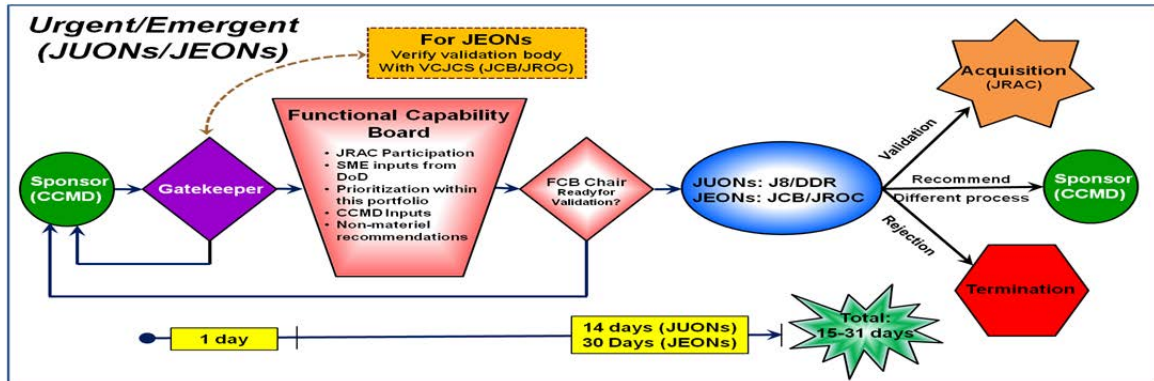 Urgent/Emergent
(JUONs/JEONs)
For JEONs
Verify validation body
With VCJCS (JCB/JROC)
Sponsor
(CCMD)
Gatekeeper
Functional Capability
Board
• JRAC Participation
• SME inputs from
DoD
• Prioritization within
this portfolio
• CCMD Inputs
• Non-materiel
recommendations
FCB Chair
Ready for
Validation?
JUONs: J8/DDR
JEONs: JCB/JROC
Validation
Recommend
Different process
Rejection
Acquisition
(JRAC)
Sponsor
(CCMD)
Termination
1 day
14 days (JUONs)
30 Days (JEONs)
Total:
15-31 days